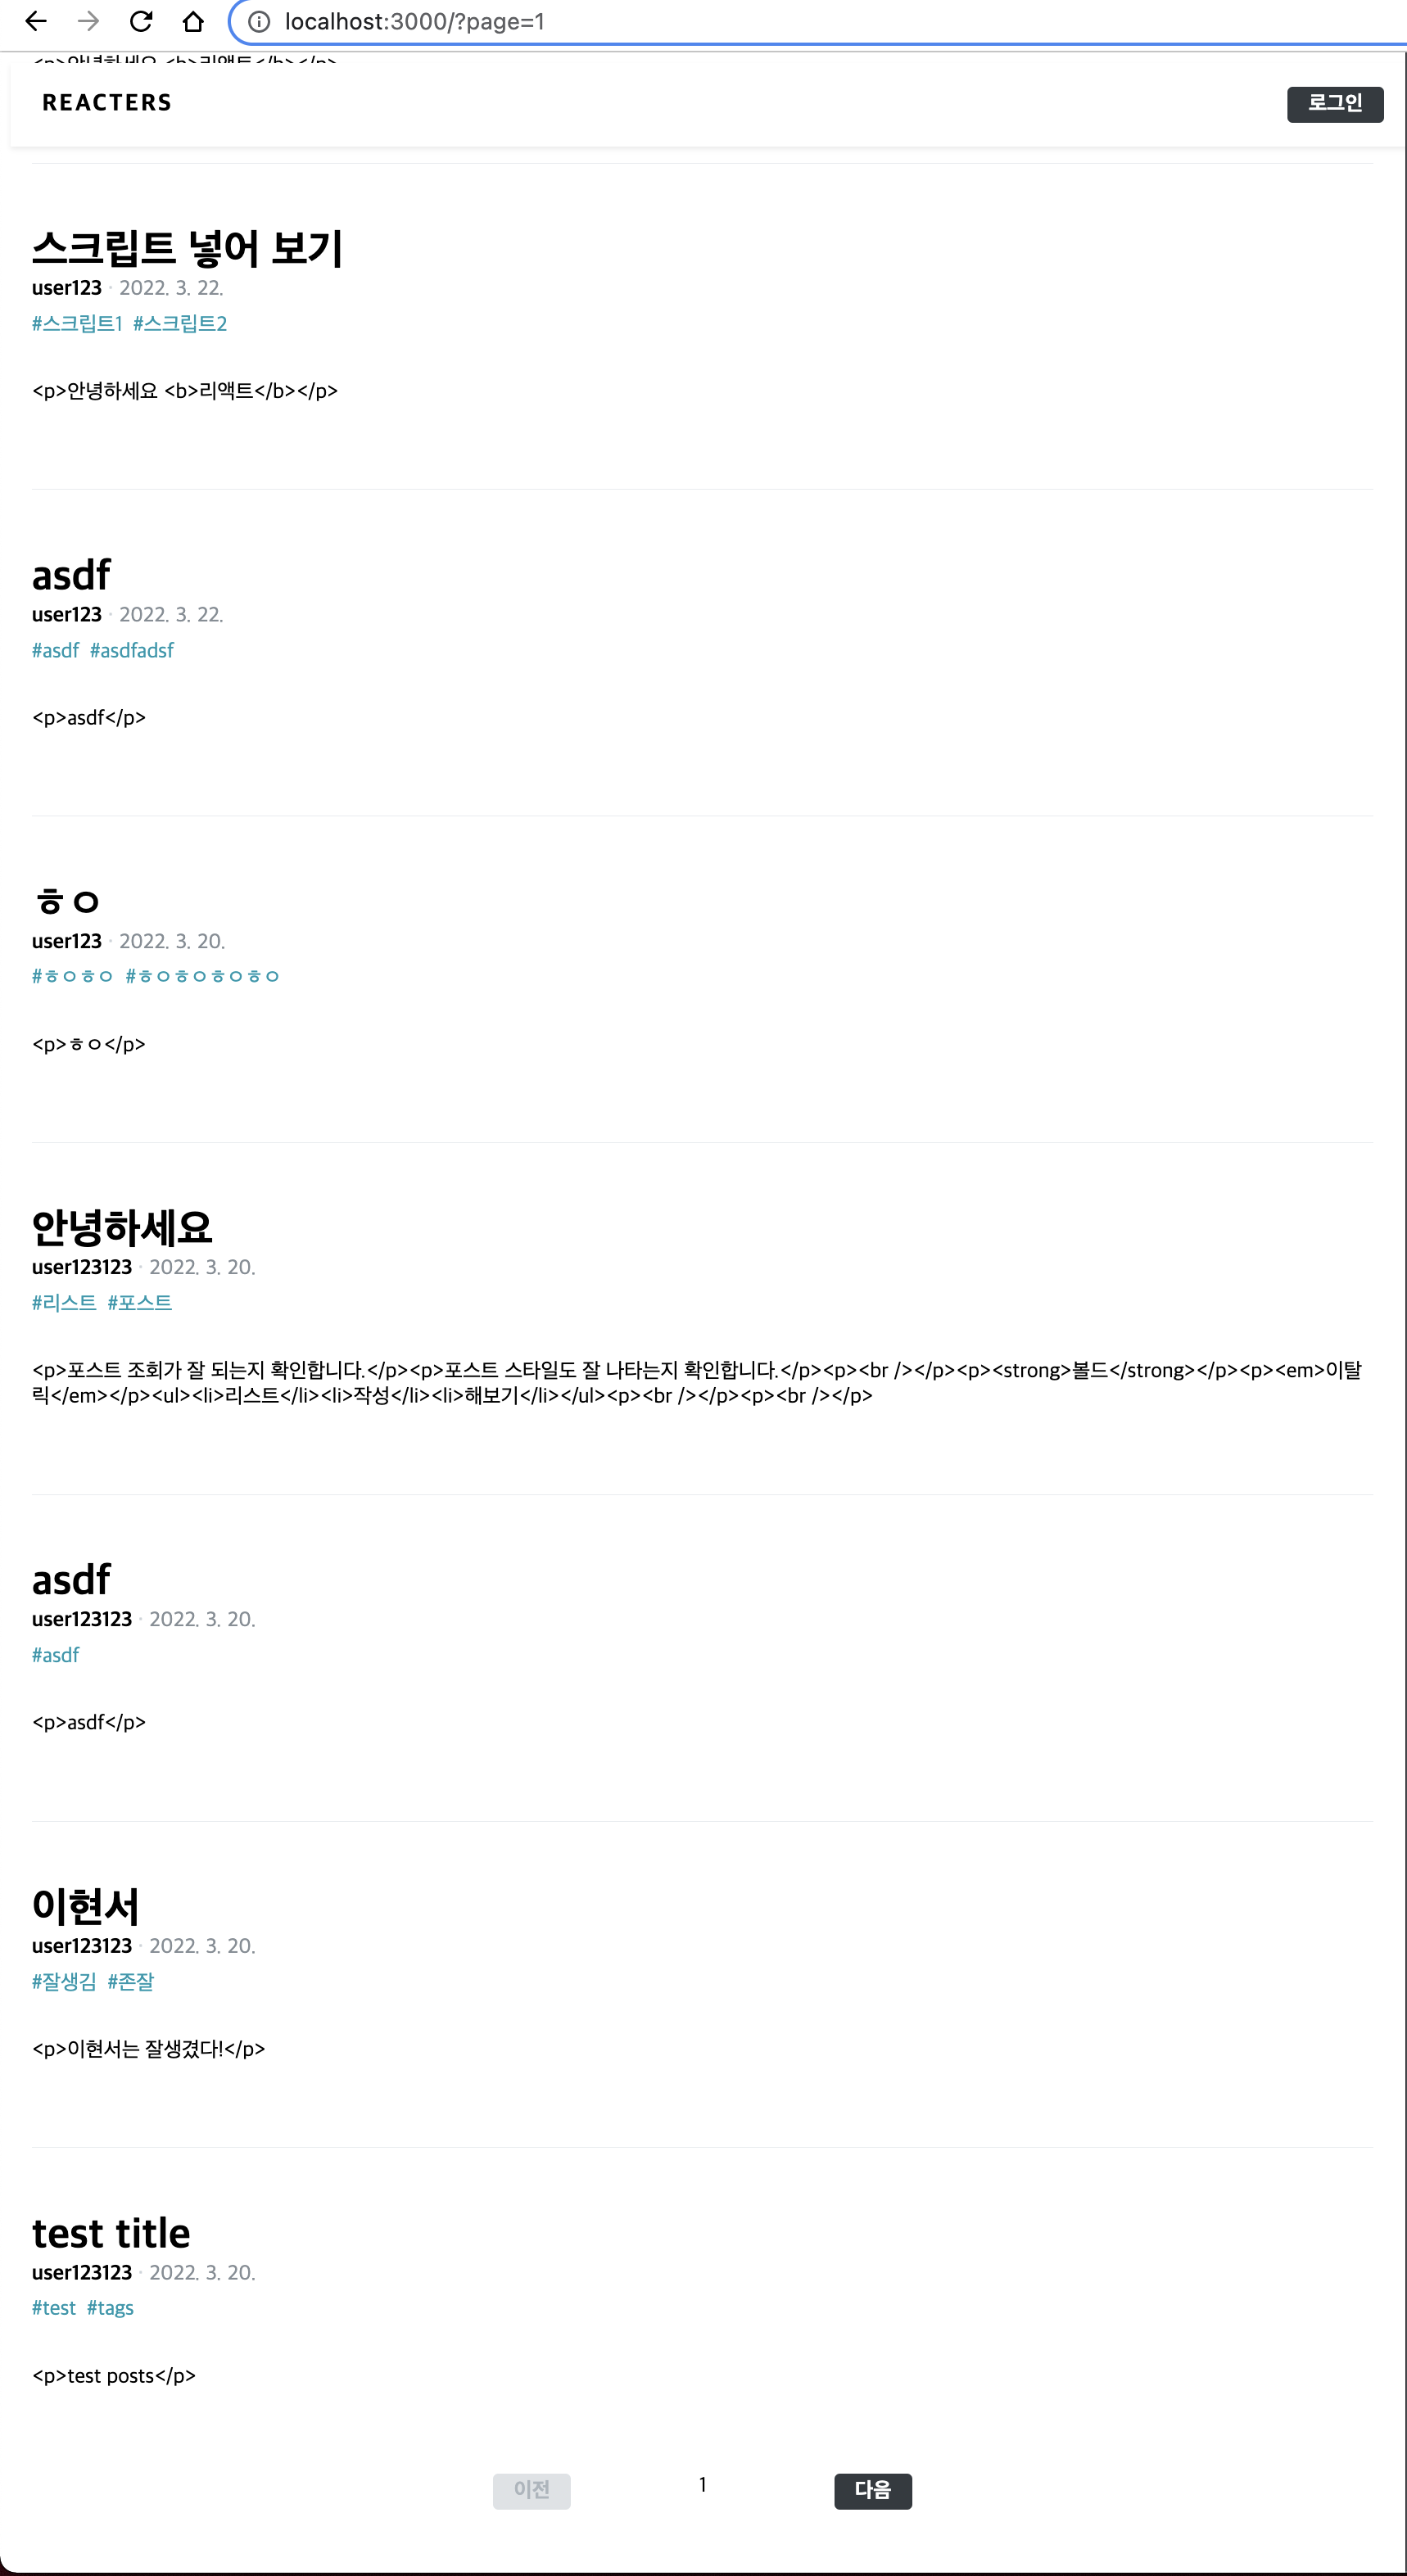 localhost:3000/?page=1
<p>안녕하세요 <b>리액트</b></p>
REACTERS
로그인
스크립트 넣어 보기
user123 · 2022. 3. 22.
#스크립트1 #스크립트2
<p>안녕하세요 <b>리액트</b></p>
asdf
user123 · 2022. 3. 22.
#asdf #asdfadsf
<p>asdf</p>
ㅎㅇ
user123 · 2022. 3. 20.
#ㅎㅇㅎㅇ #ㅎㅇㅎㅇㅎㅇㅎㅇ
<p>ㅎㅇ</p>
안녕하세요
user123123 · 2022. 3. 20.
#리스트 #포스트
<p>포스트 조회가 잘 되는지 확인합니다.</p><p>포스트 스타일도 잘 나타는지 확인합니다.</p><p><br /></p><p><strong>볼드</strong></p><p><em>이탈
릭</em></p><ul><li>리스트</li><li>작성</li><li>해보기</li></ul><p><br /></p><p><br /></p>
asdf
user123123 · 2022. 3. 20.
#asdf
<p>asdf</p>
이현서
user123123 · 2022. 3. 20.
#잘생김 #존잘
<p>이현서는 잘생겼다!</p>
test title
user123123 · 2022. 3. 20.
#test #tags
<p>test posts</p>
이전
1
다음